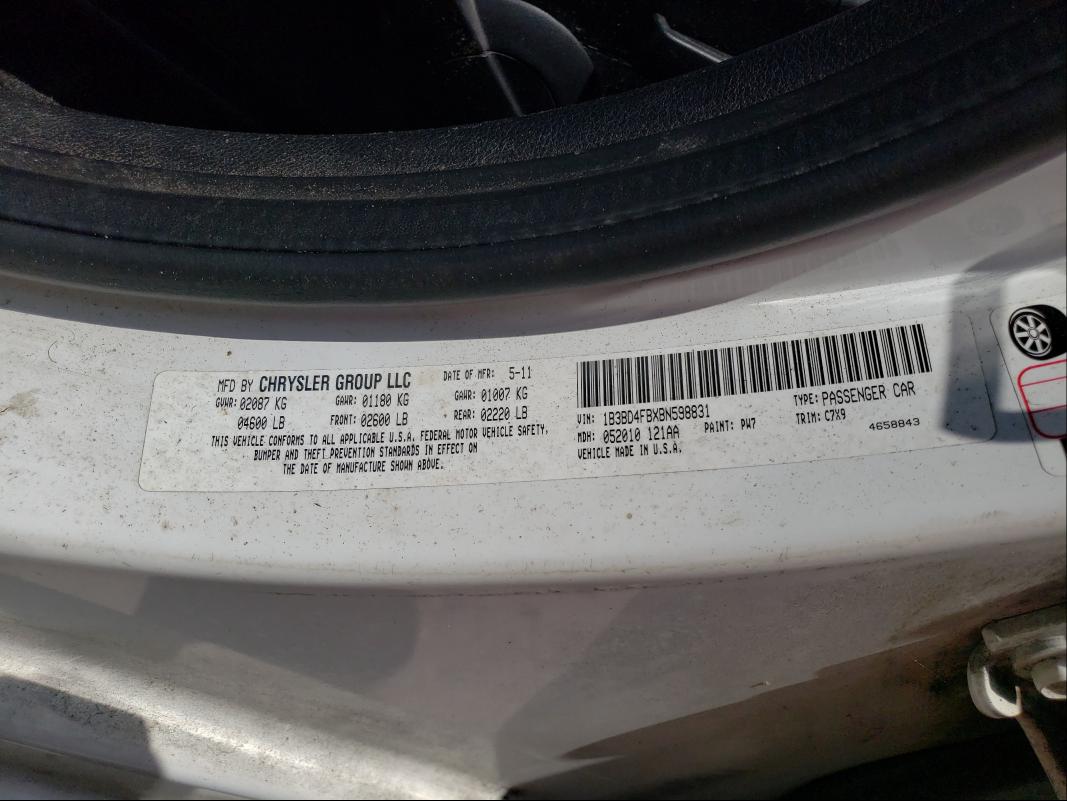 MFD BY CHRYSLER GROUP LLC DATE OF MFR: 5-11
GVWR: 02087 KG GAWR: 01180 KG GAWR: 01007 KG
04600 LB FRONT: 02600 LB REAR: 02220 LB
THIS VEHICLE CONFORMS TO ALL APPLICABLE U.S.A. FEDERAL MOTOR VEHICLE SAFETY,
BUMPER AND THEFT PREVENTION STANDARDS IN EFFECT ON
THE DATE OF MANUFACTURE SHOWN ABOVE.
VIN: 1B3BD4FBXBN598831 TYPE: PASSENGER CAR
MDH: 052010 121AA PAINT: PW7 TRIM: C7X9
VEHICLE MADE IN U.S.A. 4658843